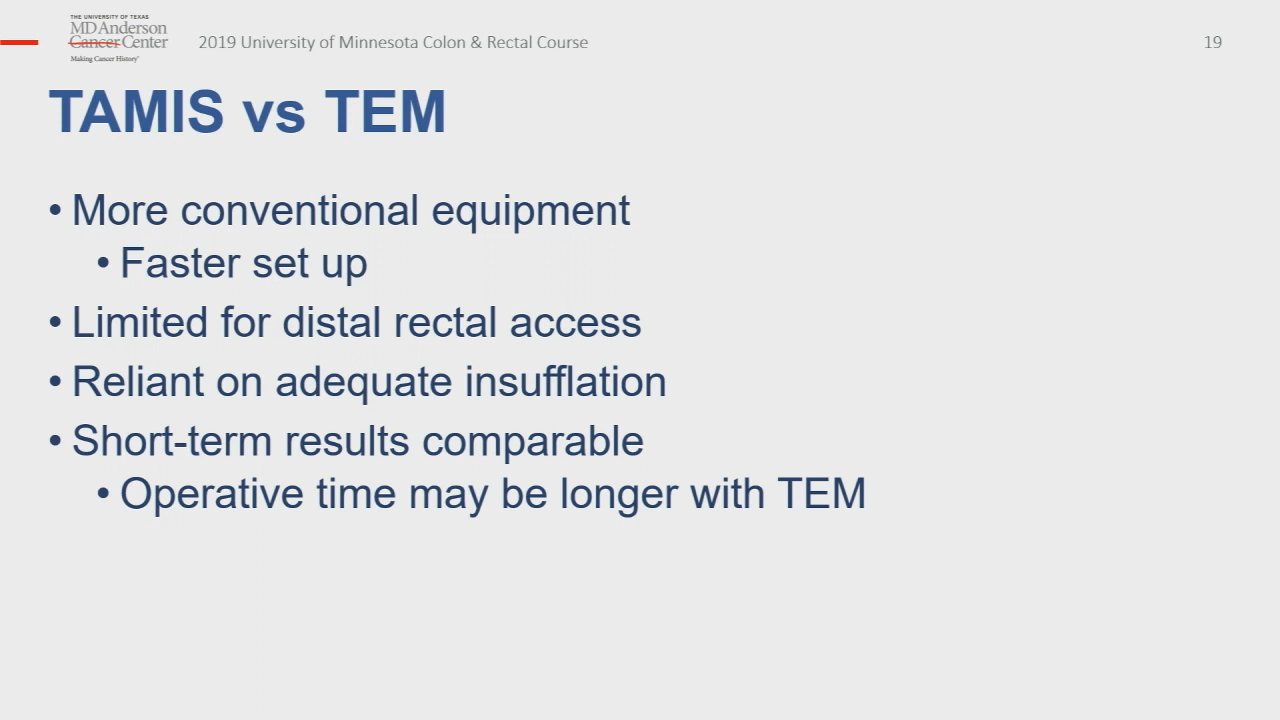 THE UNIVERSITY OF TEXAS
MD Anderson
Cancer Center
Making Cancer History®
2019 University of Minnesota Colon & Rectal Course
19
TAMIS vs TEM
• More conventional equipment
• Faster set up
• Limited for distal rectal access
• Reliant on adequate insufflation
• Short-term results comparable
• Operative time may be longer with TEM